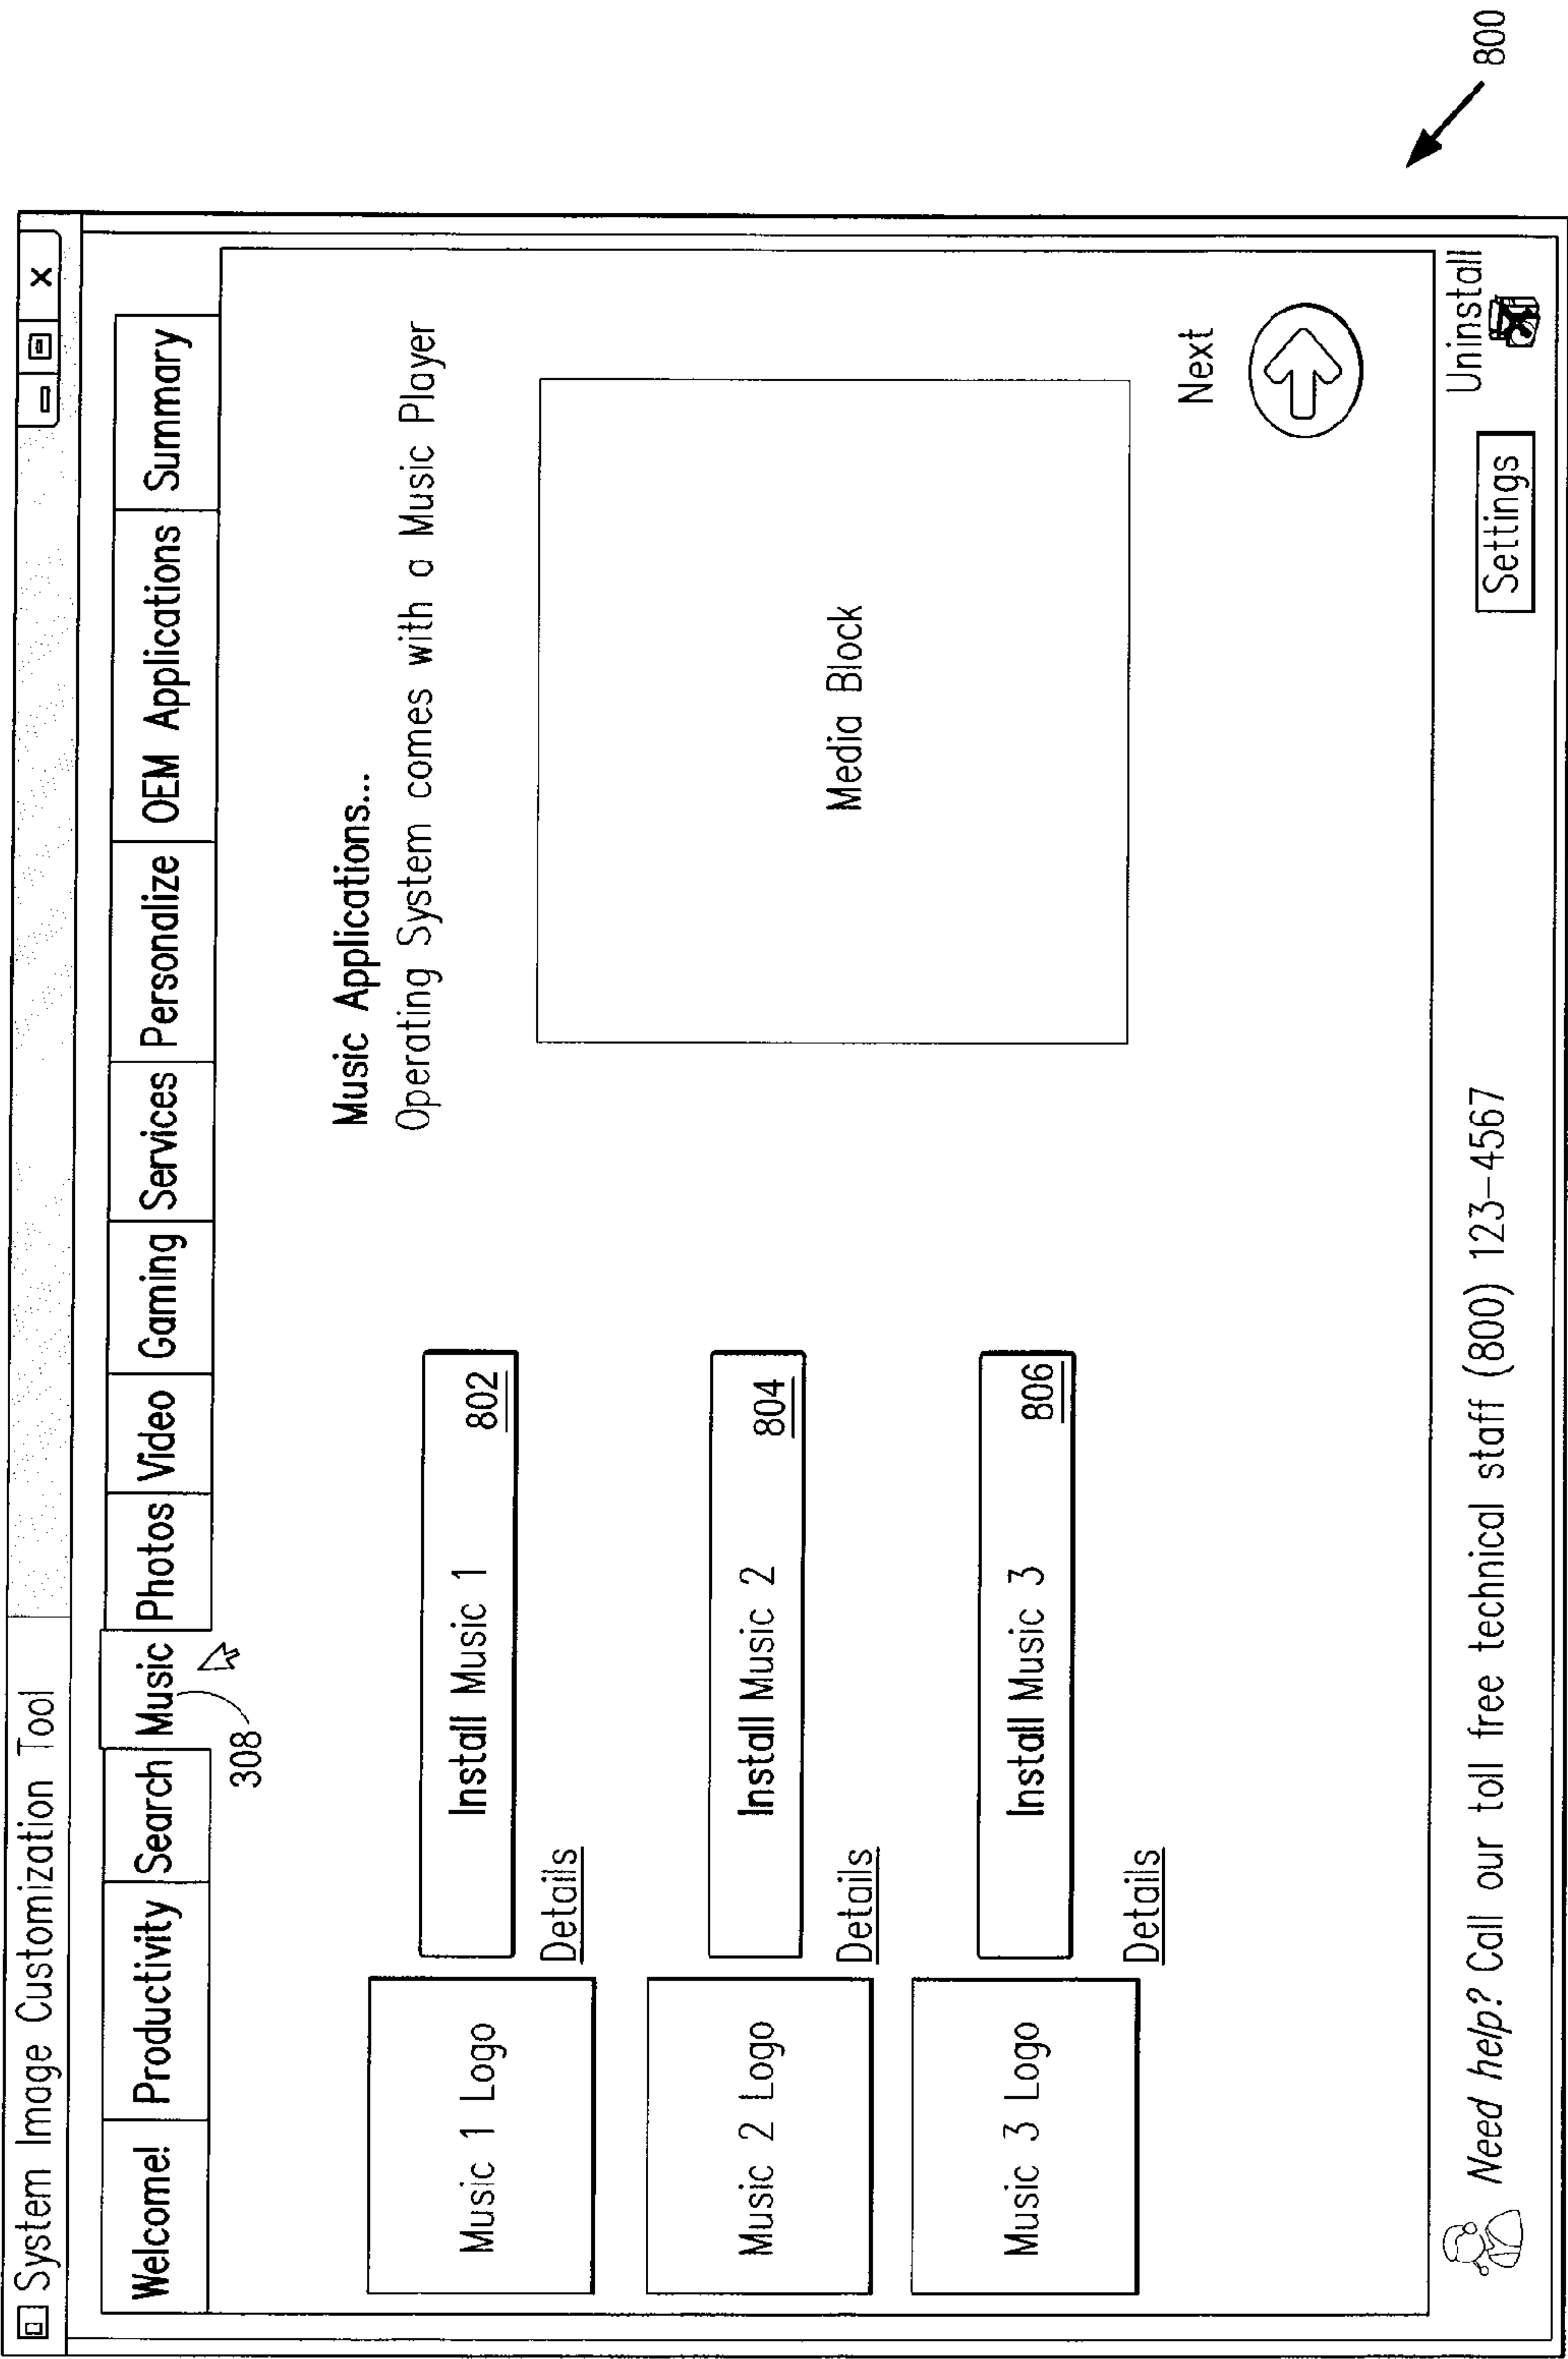 System Image Customization Tool
Welcome! Productivity Search Music Photos Video Gaming Services Personalize OEM Applications Summary
308
Music Applications...
Operating System comes with a Music Player
Music 1 Logo
Install Music 1 802
Details
Music 2 Logo
Install Music 2 804
Details
Music 3 Logo
Install Music 3 806
Details
Media Block
Next
Need help? Call our toll free technical staff (800) 123-4567
Settings
Uninstall
800